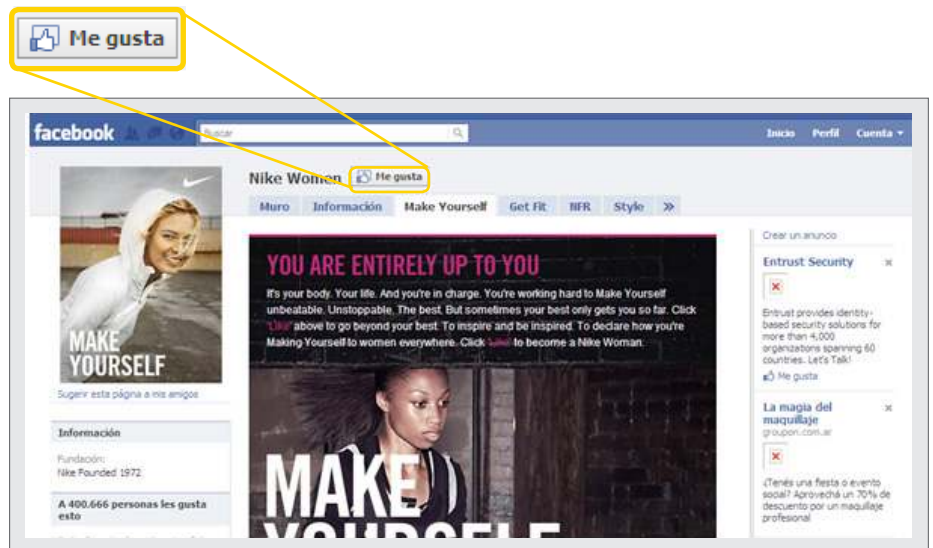 Me gusta
facebook
Buscar
Inicio Perfil Cuenta
Nike Women Me gusta
Muro Información Make Yourself Get Fit NFR Style »
MAKE
YOURSELF
Sugerir esta página a mis amigos
Información
Fundación:
Nike Founded 1972
A 400.666 personas les gusta
esto
YOU ARE ENTIRELY UP TO YOU
It's your body. Your life. And you're in charge. You're working hard to Make Yourself
unbeatable. Unstoppable. The best. But sometimes your best only gets you so far. Click
'Like' above to go beyond your best. To inspire and be inspired. To declare how you're
Making Yourself to women everywhere. Click 'Like' to become a Nike Woman.
MAKE
YOURSELF
Crear un anuncio
Entrust Security
Entrust provides identity-
based security solutions for
more than 4,000
organizations spanning 60
countries. Let's Talk!
Me gusta
La magia del
maquillaje
groupon.com.ar
¿Tenés una fiesta o evento
social? Aprovechá un 70% de
descuento por un maquillaje
profesional